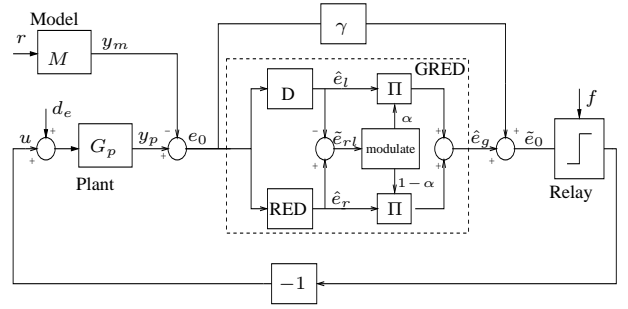 Model
r
M
y_m
γ
GRED
D
ê_l
Π
α
d_e
u
+
+
G_p
y_p
−
+
e_0
−
+
ẽ_rl
modulate
+
+
ê_g
+
+
ẽ_0
f
Relay
Plant
1−α
RED
ê_r
Π
−1